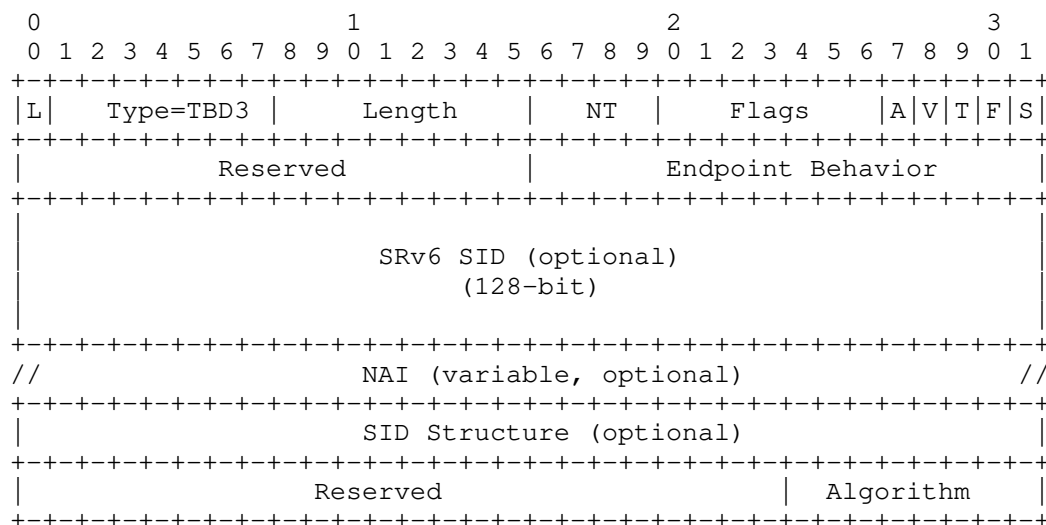 0                   1                   2                   3
 0 1 2 3 4 5 6 7 8 9 0 1 2 3 4 5 6 7 8 9 0 1 2 3 4 5 6 7 8 9 0 1
+-+-+-+-+-+-+-+-+-+-+-+-+-+-+-+-+-+-+-+-+-+-+-+-+-+-+-+-+-+-+-+-+
|L|   Type=TBD3 |     Length    |   NT  |    Flags    |A|V|T|F|S|
+-+-+-+-+-+-+-+-+-+-+-+-+-+-+-+-+-+-+-+-+-+-+-+-+-+-+-+-+-+-+-+-+
|            Reserved           |        Endpoint Behavior      |
+-+-+-+-+-+-+-+-+-+-+-+-+-+-+-+-+-+-+-+-+-+-+-+-+-+-+-+-+-+-+-+-+
|                                                               |
|                      SRv6 SID (optional)                      |
|                           (128-bit)                           |
|                                                               |
+-+-+-+-+-+-+-+-+-+-+-+-+-+-+-+-+-+-+-+-+-+-+-+-+-+-+-+-+-+-+-+-+
//                    NAI (variable, optional)                 //
+-+-+-+-+-+-+-+-+-+-+-+-+-+-+-+-+-+-+-+-+-+-+-+-+-+-+-+-+-+-+-+-+
|                     SID Structure (optional)                  |
+-+-+-+-+-+-+-+-+-+-+-+-+-+-+-+-+-+-+-+-+-+-+-+-+-+-+-+-+-+-+-+-+
|                  Reserved                     |  Algorithm    |
+-+-+-+-+-+-+-+-+-+-+-+-+-+-+-+-+-+-+-+-+-+-+-+-+-+-+-+-+-+-+-+-+